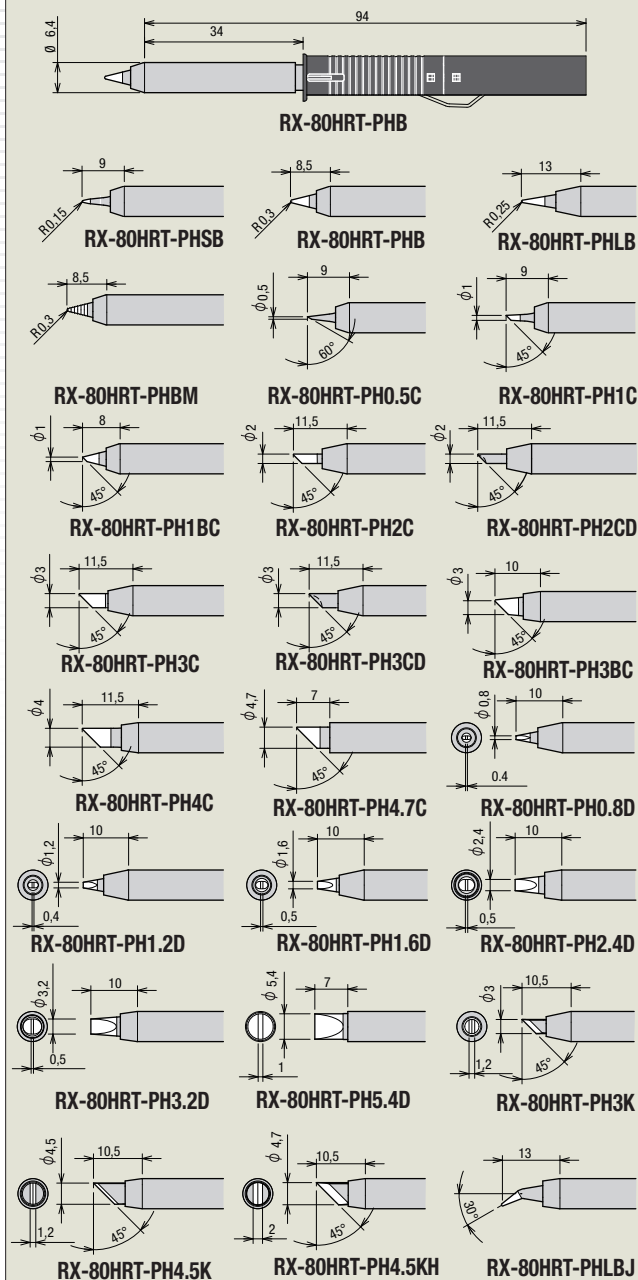 94
34
Ø 6,4
RX-80HRT-PHB
9
R0,15
RX-80HRT-PHSB
8,5
R0,3
RX-80HRT-PHB
13
R0,25
RX-80HRT-PHLB
8,5
R0,3
RX-80HRT-PHBM
9
ϕ0,5
60°
RX-80HRT-PH0.5C
9
ϕ1
45°
RX-80HRT-PH1C
8
ϕ1
45°
RX-80HRT-PH1BC
11,5
ϕ2
45°
RX-80HRT-PH2C
11,5
ϕ2
45°
RX-80HRT-PH2CD
11,5
ϕ3
45°
RX-80HRT-PH3C
11,5
ϕ3
45°
RX-80HRT-PH3CD
10
ϕ3
45°
RX-80HRT-PH3BC
11,5
ϕ4
45°
RX-80HRT-PH4C
7
ϕ4,7
45°
RX-80HRT-PH4.7C
10
ϕ0,8
0.4
RX-80HRT-PH0.8D
10
ϕ1,2
0,4
RX-80HRT-PH1.2D
10
ϕ1,6
0,5
RX-80HRT-PH1.6D
10
ϕ2,4
0,5
RX-80HRT-PH2.4D
10
ϕ3,2
0,5
RX-80HRT-PH3.2D
7
ϕ5,4
1
RX-80HRT-PH5.4D
10,5
ϕ3
1,2
45°
RX-80HRT-PH3K
10,5
ϕ4,5
1,2
45°
RX-80HRT-PH4.5K
10,5
ϕ4,7
2
45°
RX-80HRT-PH4.5KH
13
30°
RX-80HRT-PHLBJ